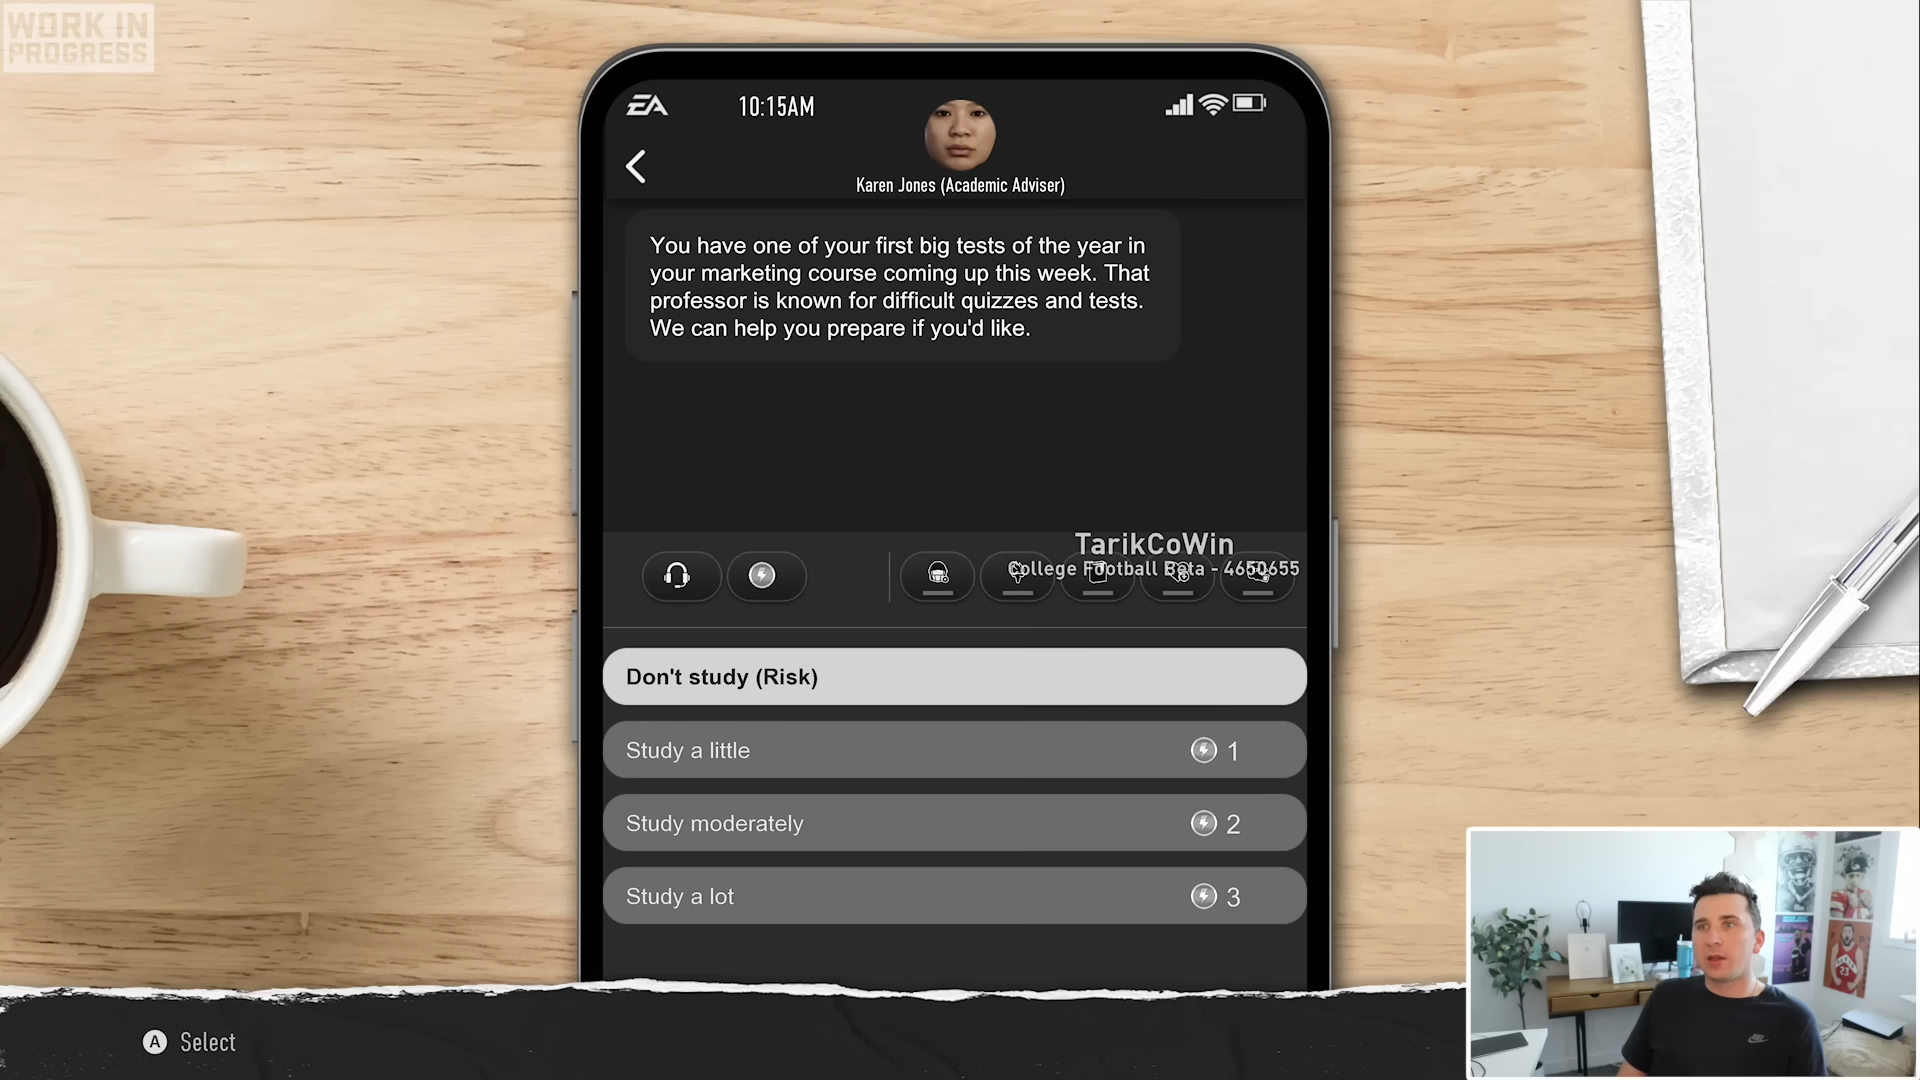 WORK IN
PROGRESS
EA
10:15AM
Karen Jones (Academic Adviser)
You have one of your first big tests of the year in
your marketing course coming up this week. That
professor is known for difficult quizzes and tests.
We can help you prepare if you'd like.
TarikCoWin
College Football Beta - 4650655
Don't study (Risk)
Study a little 1
Study moderately 2
Study a lot 3
A Select
23